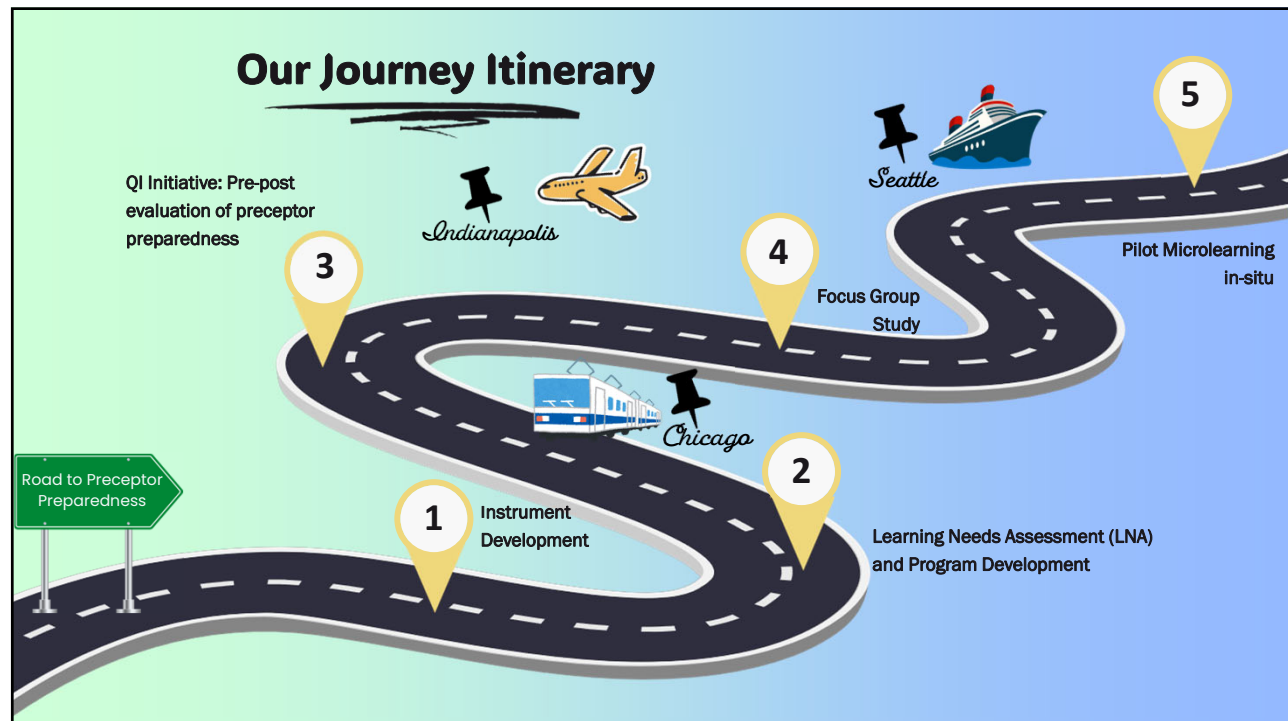 Our Journey Itinerary
QI Initiative: Pre-post
evaluation of preceptor
preparedness
Indianapolis
3
Seattle
5
4
Focus Group
Study
Pilot Microlearning
in-situ
Chicago
Road to Preceptor
Preparedness
1
Instrument
Development
2
Learning Needs Assessment (LNA)
and Program Development